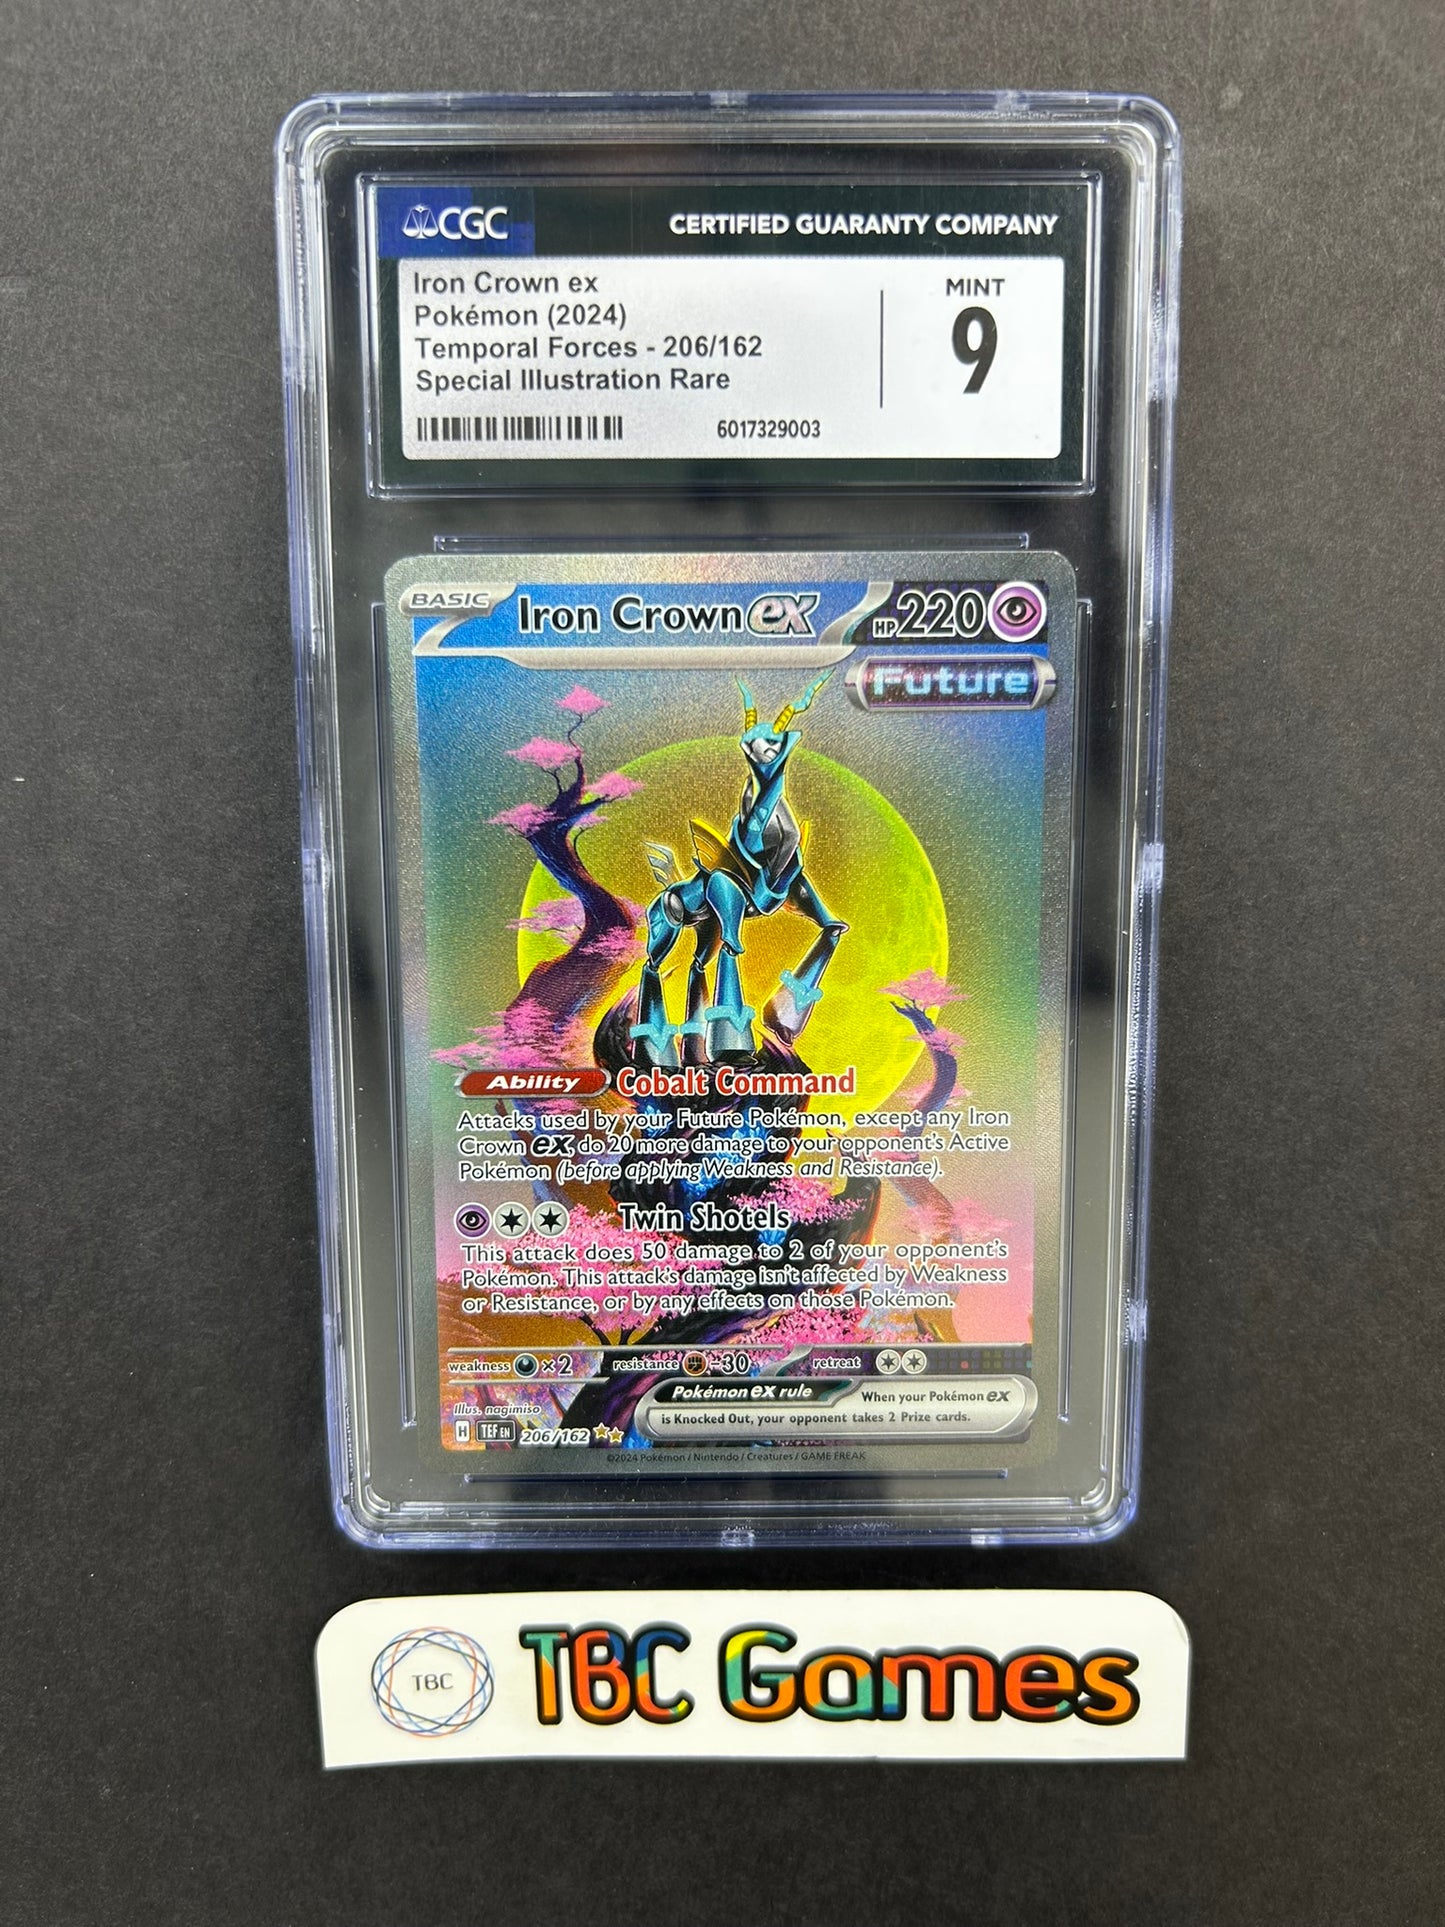 CGC
CERTIFIED GUARANTY COMPANY
Iron Crown ex
Pokémon (2024)
Temporal Forces - 206/162
Special Illustration Rare
6017329003
MINT
9
BASIC
Iron Crown ex
HP 220
Future
Ability Cobalt Command
Attacks used by your Future Pokémon, except any Iron
Crown ex, do 20 more damage to your opponent's Active
Pokémon (before applying Weakness and Resistance).
Twin Shotels
This attack does 50 damage to 2 of your opponent's
Pokémon. This attack's damage isn't affected by Weakness
or Resistance, or by any effects on those Pokémon.
weakness ×2 resistance -30 retreat
Pokémon ex rule When your Pokémon ex
is Knocked Out, your opponent takes 2 Prize cards.
Illus. nagimiso
H TEF EN 206/162
©2024 Pokémon / Nintendo / Creatures / GAME FREAK
TBC
TBC Games